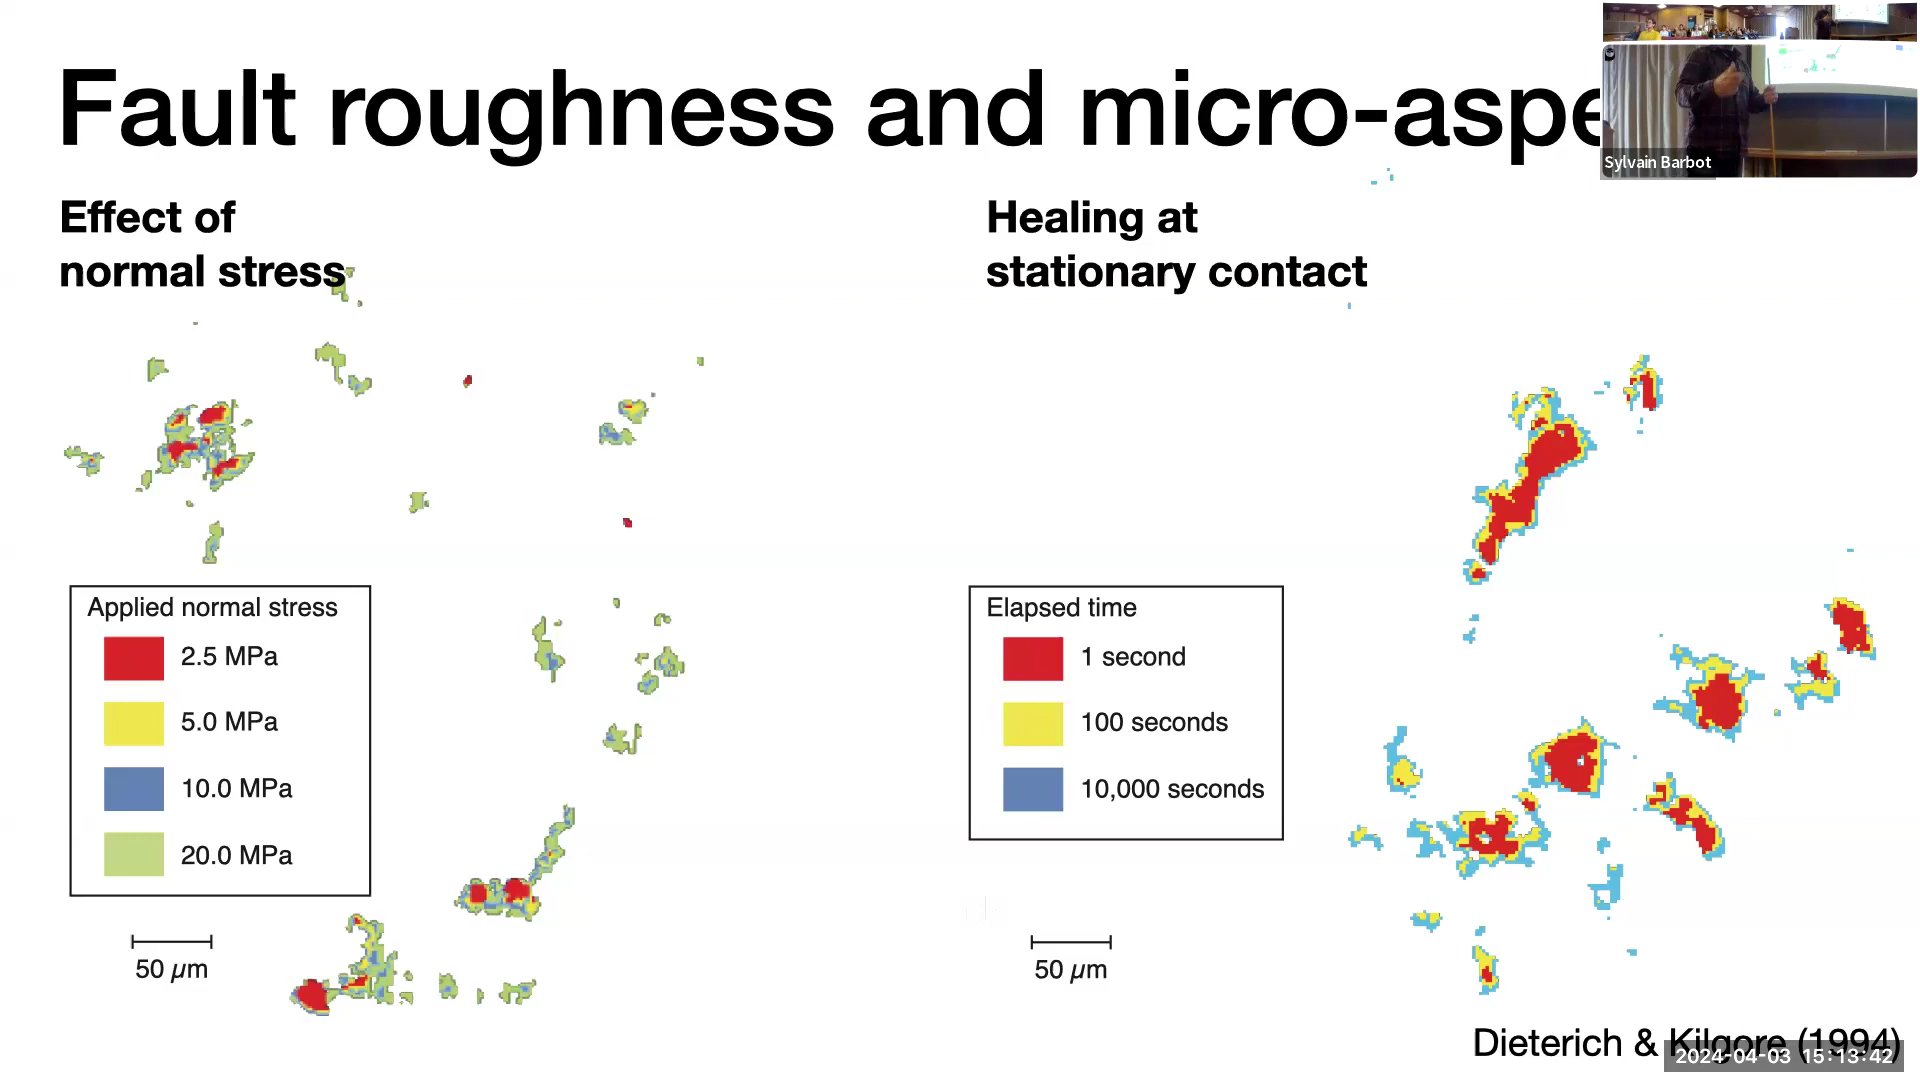 Fault roughness and micro-aspe
Sylvain Barbot
Effect of
normal stress
Healing at
stationary contact
Applied normal stress
2.5 MPa
5.0 MPa
10.0 MPa
20.0 MPa
50 µm
Elapsed time
1 second
100 seconds
10,000 seconds
50 µm
Dieterich & Kilgore (1994)
2024-04-03 15:13:42